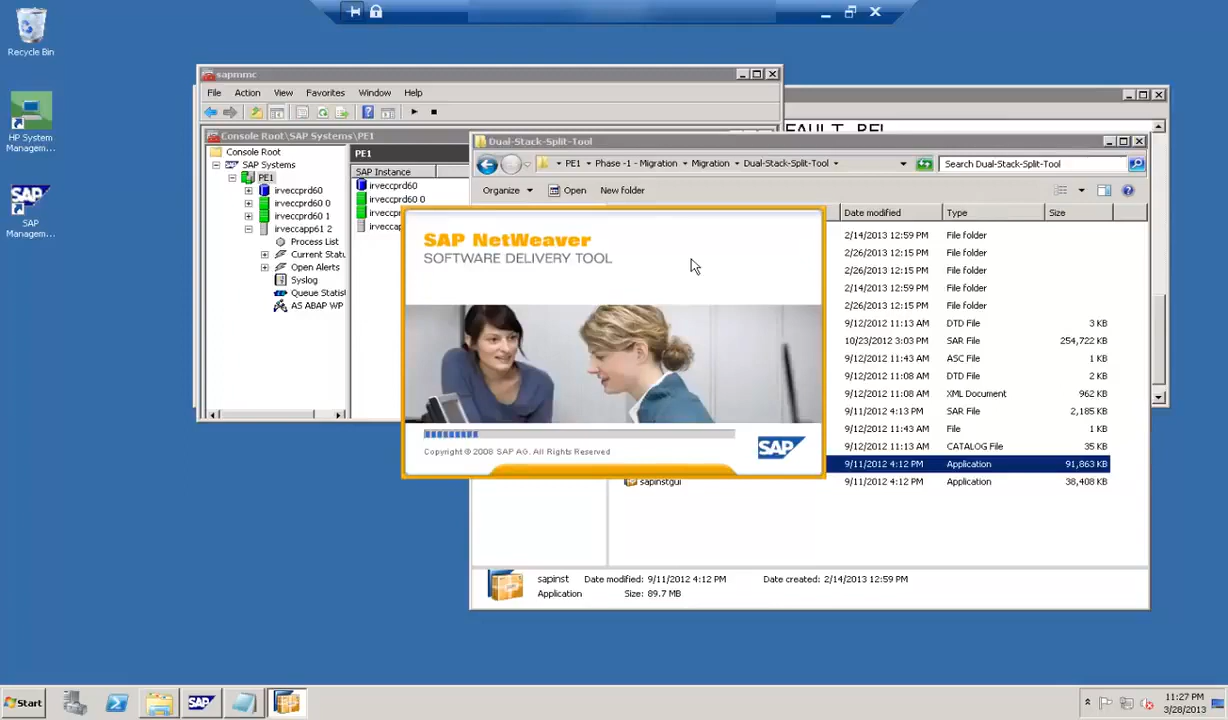 Recycle Bin
HP System
Managem...
SAP
Managem...
sapmmc
File Action View Favorites Window Help
Console Root\SAP Systems\PE1
Console Root
SAP Systems
PE1
irveccprd60
irveccprd60 0
irveccprd60 1
irveccapp61 2
Process List
Current Statu
Open Alerts
Syslog
Queue Statist
AS ABAP WP
PE1
SAP Instance
irveccprd60
irveccprd60 0
irveccpr
irveccap
Dual-Stack-Split-Tool
PE1 Phase -1 - Migration Migration Dual-Stack-Split-Tool
Search Dual-Stack-Split-Tool
Organize Open New folder
Date modified Type Size
2/14/2013 12:59 PM File folder
2/26/2013 12:15 PM File folder
2/26/2013 12:15 PM File folder
2/14/2013 12:59 PM File folder
2/26/2013 12:15 PM File folder
9/12/2012 11:13 AM DTD File 3 KB
10/23/2012 3:03 PM SAR File 254,722 KB
9/12/2012 11:43 AM ASC File 1 KB
9/12/2012 11:08 AM DTD File 2 KB
9/12/2012 11:08 AM XML Document 962 KB
9/11/2012 4:13 PM SAR File 2,185 KB
9/12/2012 11:43 AM File 1 KB
9/12/2012 11:13 AM CATALOG File 35 KB
9/11/2012 4:12 PM Application 91,863 KB
sapinstgui 9/11/2012 4:12 PM Application 38,408 KB
sapinst Date modified: 9/11/2012 4:12 PM Date created: 2/14/2013 12:59 PM
Application Size: 89.7 MB
SAP NetWeaver
SOFTWARE DELIVERY TOOL
Copyright © 2008 SAP AG. All Rights Reserved
SAP
Start
SAP
11:27 PM
3/28/2013